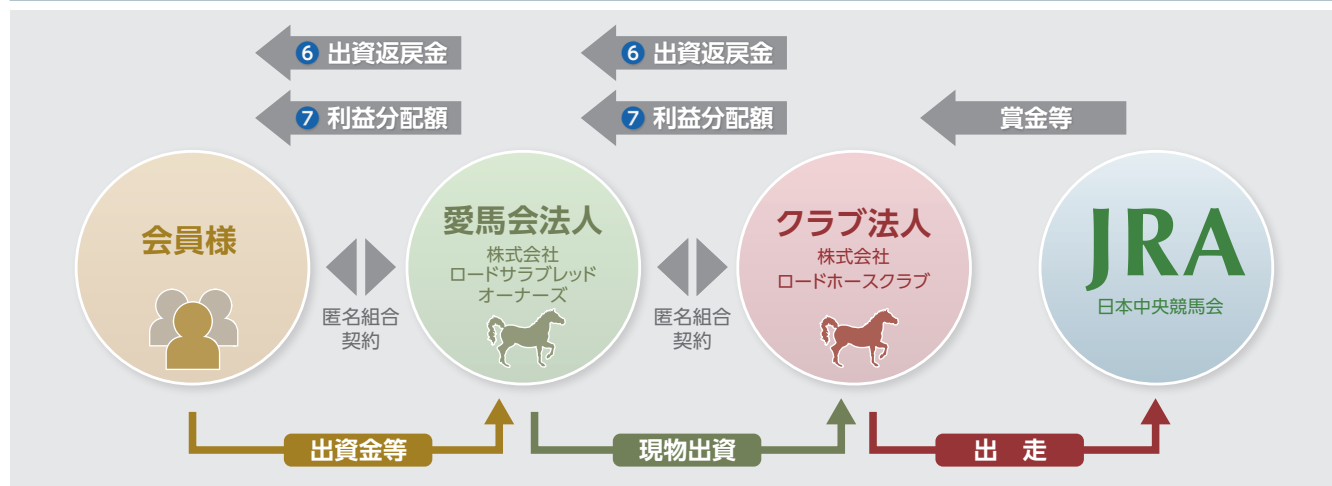 ❻ 出資返戻金
❻ 出資返戻金
❼ 利益分配額
❼ 利益分配額
賞金等
会員様
愛馬会法人
株式会社
ロードサラブレッド
オーナーズ
クラブ法人
株式会社
ロードホースクラブ
JRA
日本中央競馬会
匿名組合
契約
匿名組合
契約
出資金等
現物出資
出 走